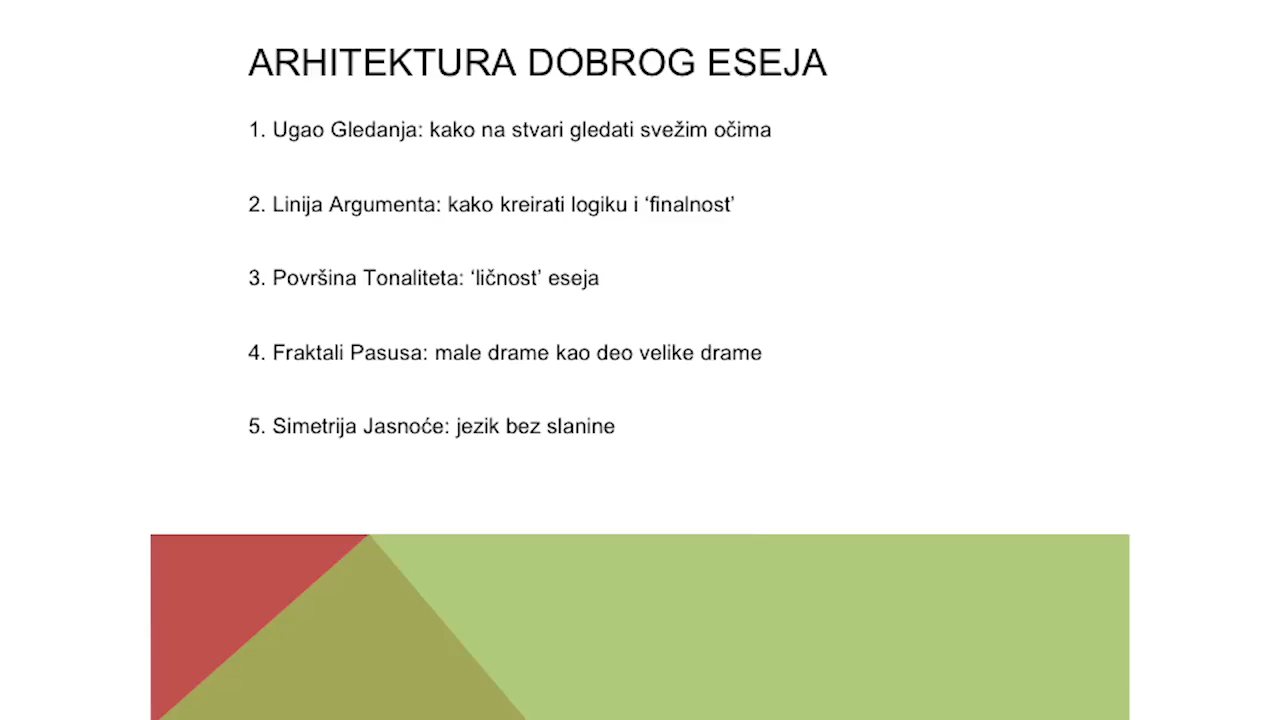 ARHITEKTURA DOBROG ESEJA
1. Ugao Gledanja: kako na stvari gledati svežim očima
2. Linija Argumenta: kako kreirati logiku i ‘finalnost’
3. Površina Tonaliteta: ‘ličnost’ eseja
4. Fraktali Pasusa: male drame kao deo velike drame
5. Simetrija Jasnoće: jezik bez slanine